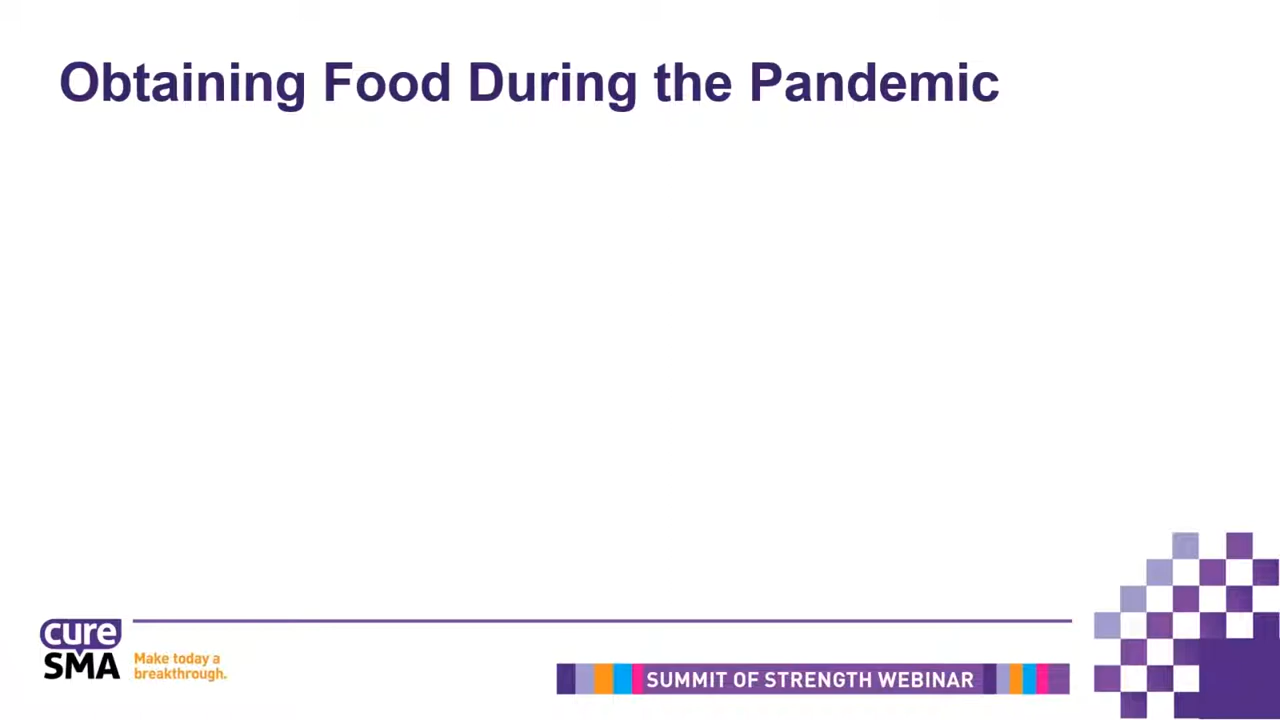 Obtaining Food During the Pandemic
cure
SMA
Make today a
breakthrough.
SUMMIT OF STRENGTH WEBINAR